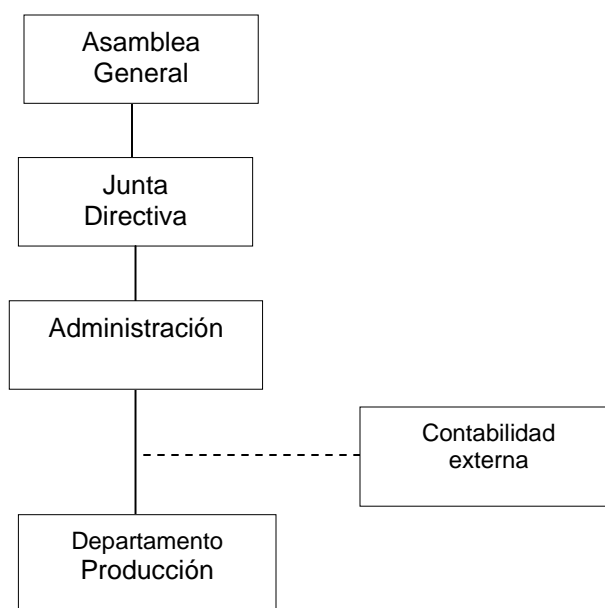 Asamblea
General
Junta
Directiva
Administración
Contabilidad
externa
Departamento
Producción